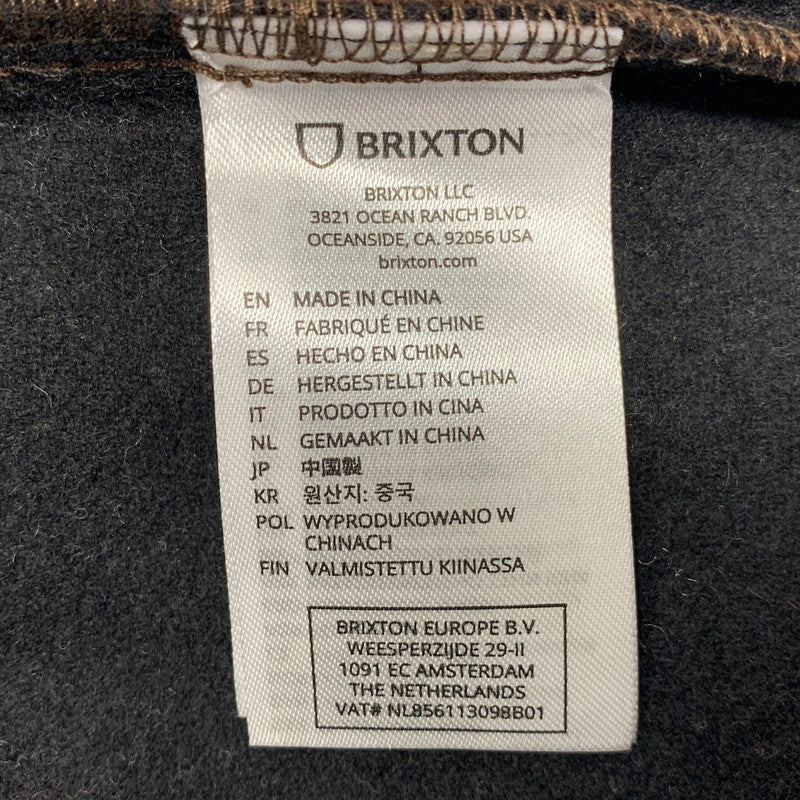 BRIXTON
BRIXTON LLC
3821 OCEAN RANCH BLVD.
OCEANSIDE, CA. 92056 USA
brixton.com
EN MADE IN CHINA
FR FABRIQUÉ EN CHINE
ES HECHO EN CHINA
DE HERGESTELLT IN CHINA
IT PRODOTTO IN CINA
NL GEMAAKT IN CHINA
JP 中国製
KR 원산지: 중국
POL WYPRODUKOWANO W
CHINACH
FIN VALMISTETTU KIINASSA
BRIXTON EUROPE B.V.
WEESPERZIJDE 29-II
1091 EC AMSTERDAM
THE NETHERLANDS
VAT# NL856113098B01